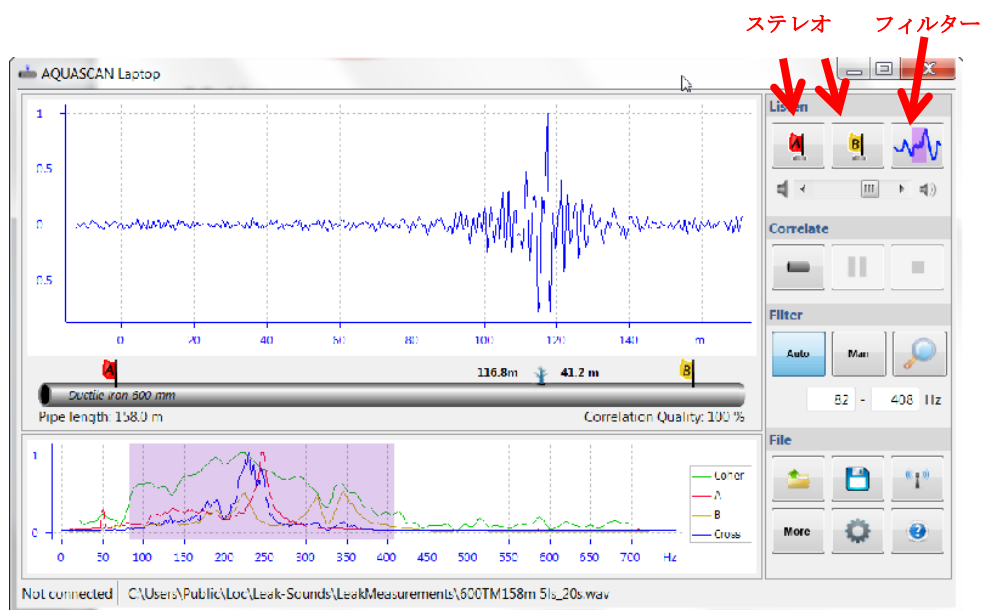 ステレオ フィルター
AQUASCAN Laptop
Listen
A B
1
0.5
0
0.5
0 20 40 60 80 100 120 140 m
Correlate
Filter
Auto Man
82 - 408 Hz
A 116.8m 41.2 m B
Ductile Iron 600 mm
Pipe length: 158.0 m Correlation Quality: 100 %
1
0
0 50 100 150 200 250 300 350 400 450 500 550 600 650 700 Hz
Coher
A
B
Cross
File
More
Not connected C:\Users\Public\Loc\Leak-Sounds\LeakMeasurements\600TM158m 5ls_20s.wav